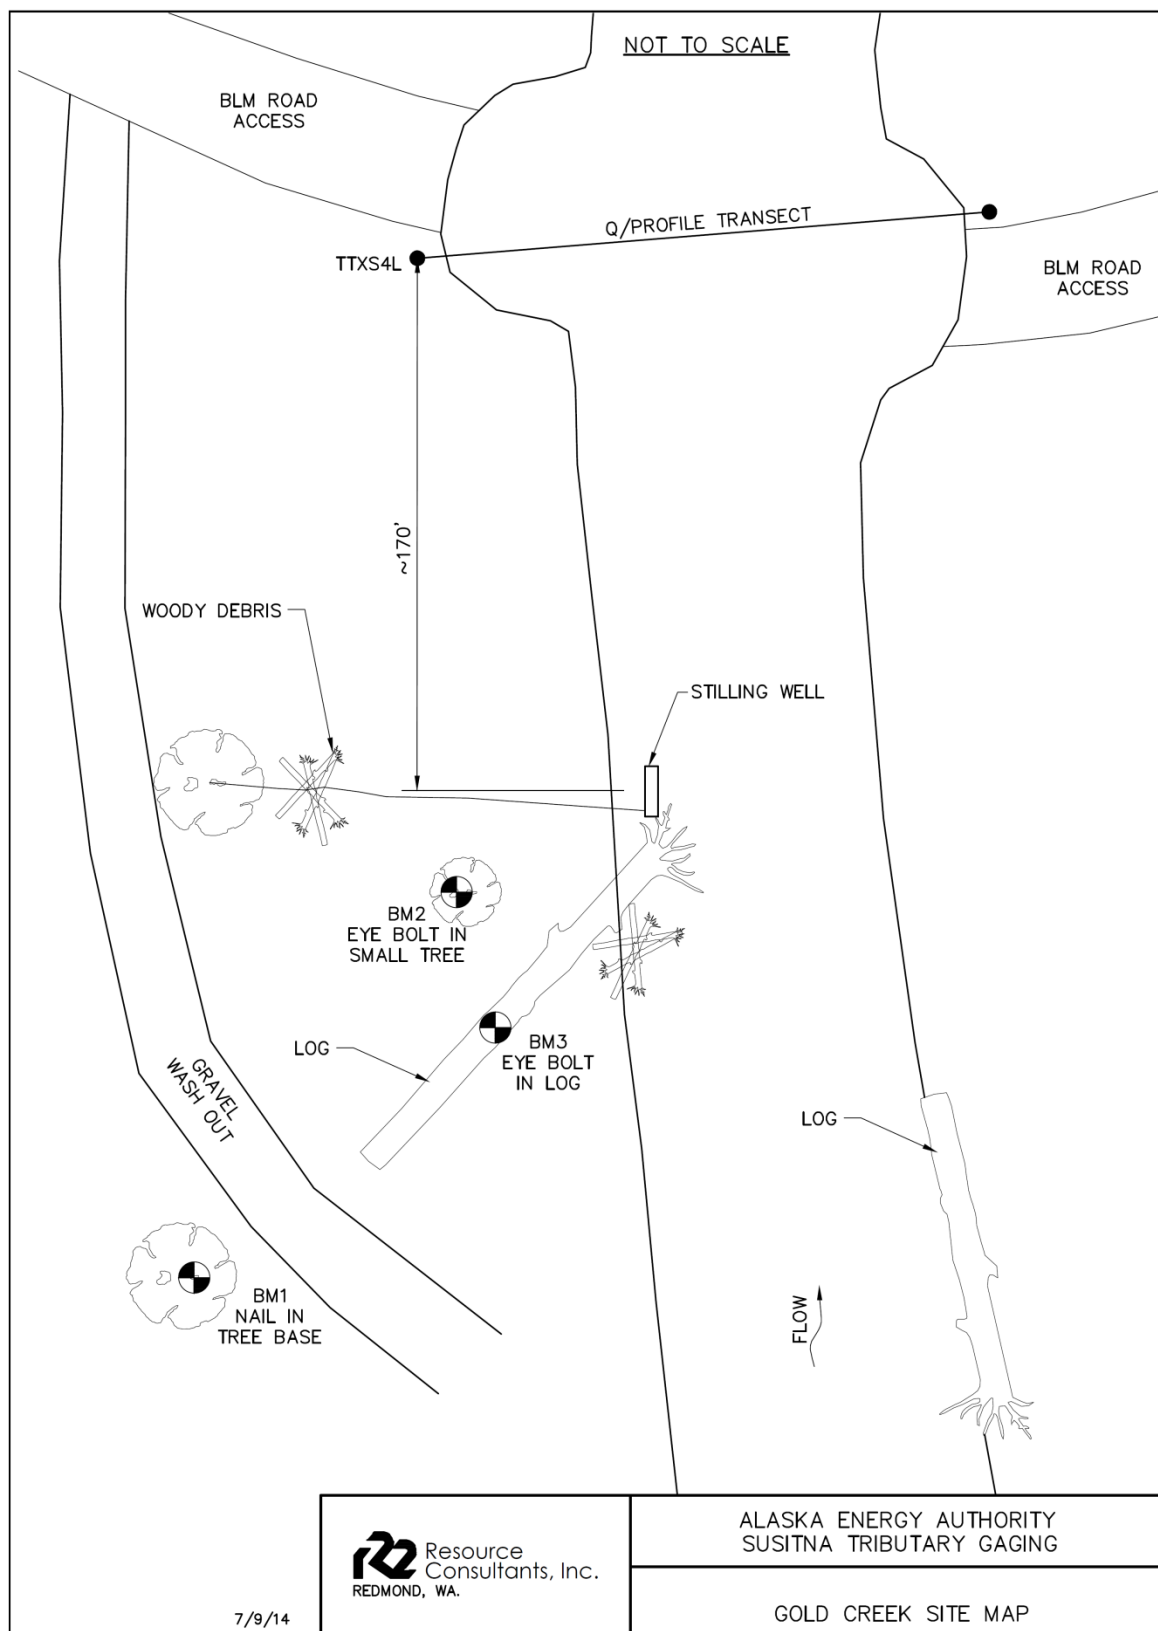 NOT TO SCALE
BLM ROAD
ACCESS
Q/PROFILE TRANSECT
TTXS4L
BLM ROAD
ACCESS
~170'
WOODY DEBRIS
STILLING WELL
BM2
EYE BOLT IN
SMALL TREE
LOG
BM3
EYE BOLT
IN LOG
GRAVEL
WASH OUT
LOG
BM1
NAIL IN
TREE BASE
FLOW
R2 Resource
Consultants, Inc.
REDMOND, WA.
ALASKA ENERGY AUTHORITY
SUSITNA TRIBUTARY GAGING
7/9/14
GOLD CREEK SITE MAP